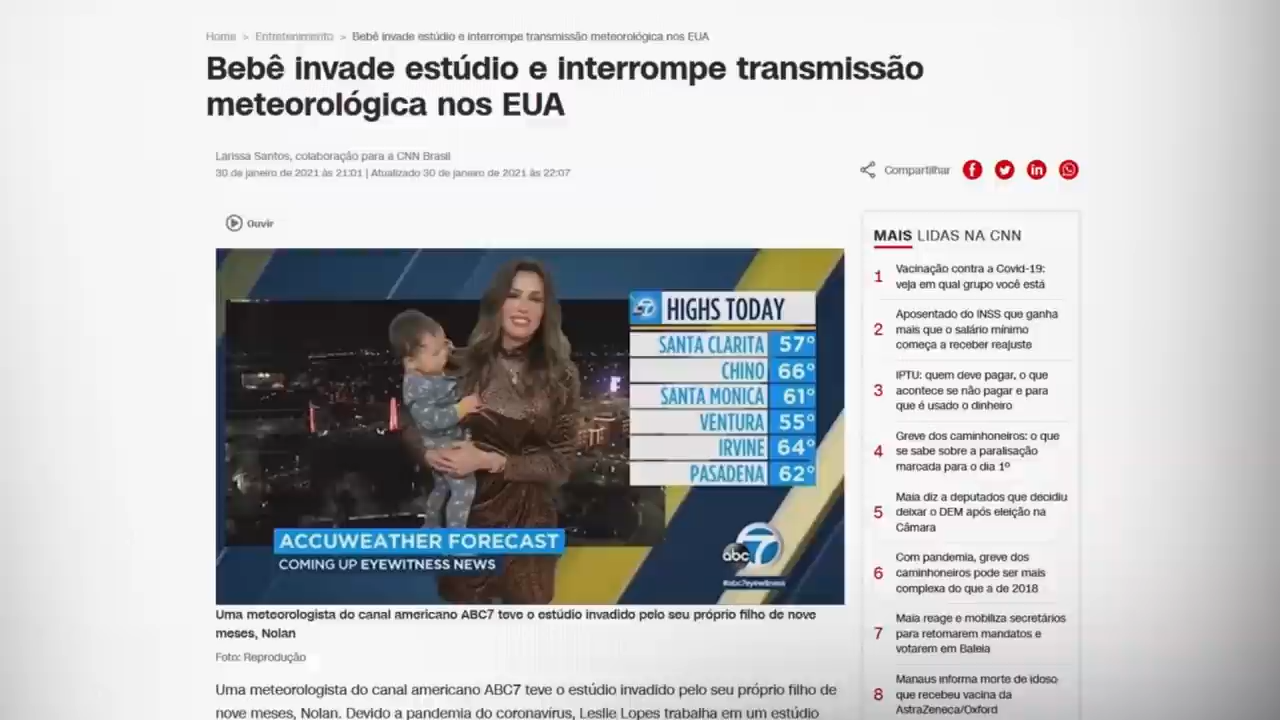 Home > Entretenimento > Bebê invade estúdio e interrompe transmissão meteorológica nos EUA
Bebê invade estúdio e interrompe transmissão
meteorológica nos EUA
Larissa Santos, colaboração para a CNN Brasil
30 de janeiro de 2021 às 21:01 | Atualizado 30 de janeiro de 2021 às 22:07
Compartilhar
Ouvir
7 HIGHS TODAY
SANTA CLARITA 57°
CHINO 66°
SANTA MONICA 61°
VENTURA 55°
IRVINE 64°
PASADENA 62°
ACCUWEATHER FORECAST
COMING UP EYEWITNESS NEWS
abc 7
#abc7eyewitness
Uma meteorologista do canal americano ABC7 teve o estúdio invadido pelo seu próprio filho de nove
meses, Nolan
Foto: Reprodução
Uma meteorologista do canal americano ABC7 teve o estúdio invadido pelo seu próprio filho de
nove meses, Nolan. Devido a pandemia do coronavírus, Leslie Lopes trabalha em um estúdio
MAIS LIDAS NA CNN
1 Vacinação contra a Covid-19:
veja em qual grupo você está
2 Aposentado do INSS que ganha
mais que o salário mínimo
começa a receber reajuste
3 IPTU: quem deve pagar, o que
acontece se não pagar e para
que é usado o dinheiro
4 Greve dos caminhoneiros: o que
se sabe sobre a paralisação
marcada para o dia 1º
5 Maia diz a deputados que decidiu
deixar o DEM após eleição na
Câmara
6 Com pandemia, greve dos
caminhoneiros pode ser mais
complexa do que a de 2018
7 Maia reage e mobiliza secretários
para retomarem mandatos e
votarem em Baleia
8 Manaus informa morte de idoso
que recebeu vacina da
AstraZeneca/Oxford